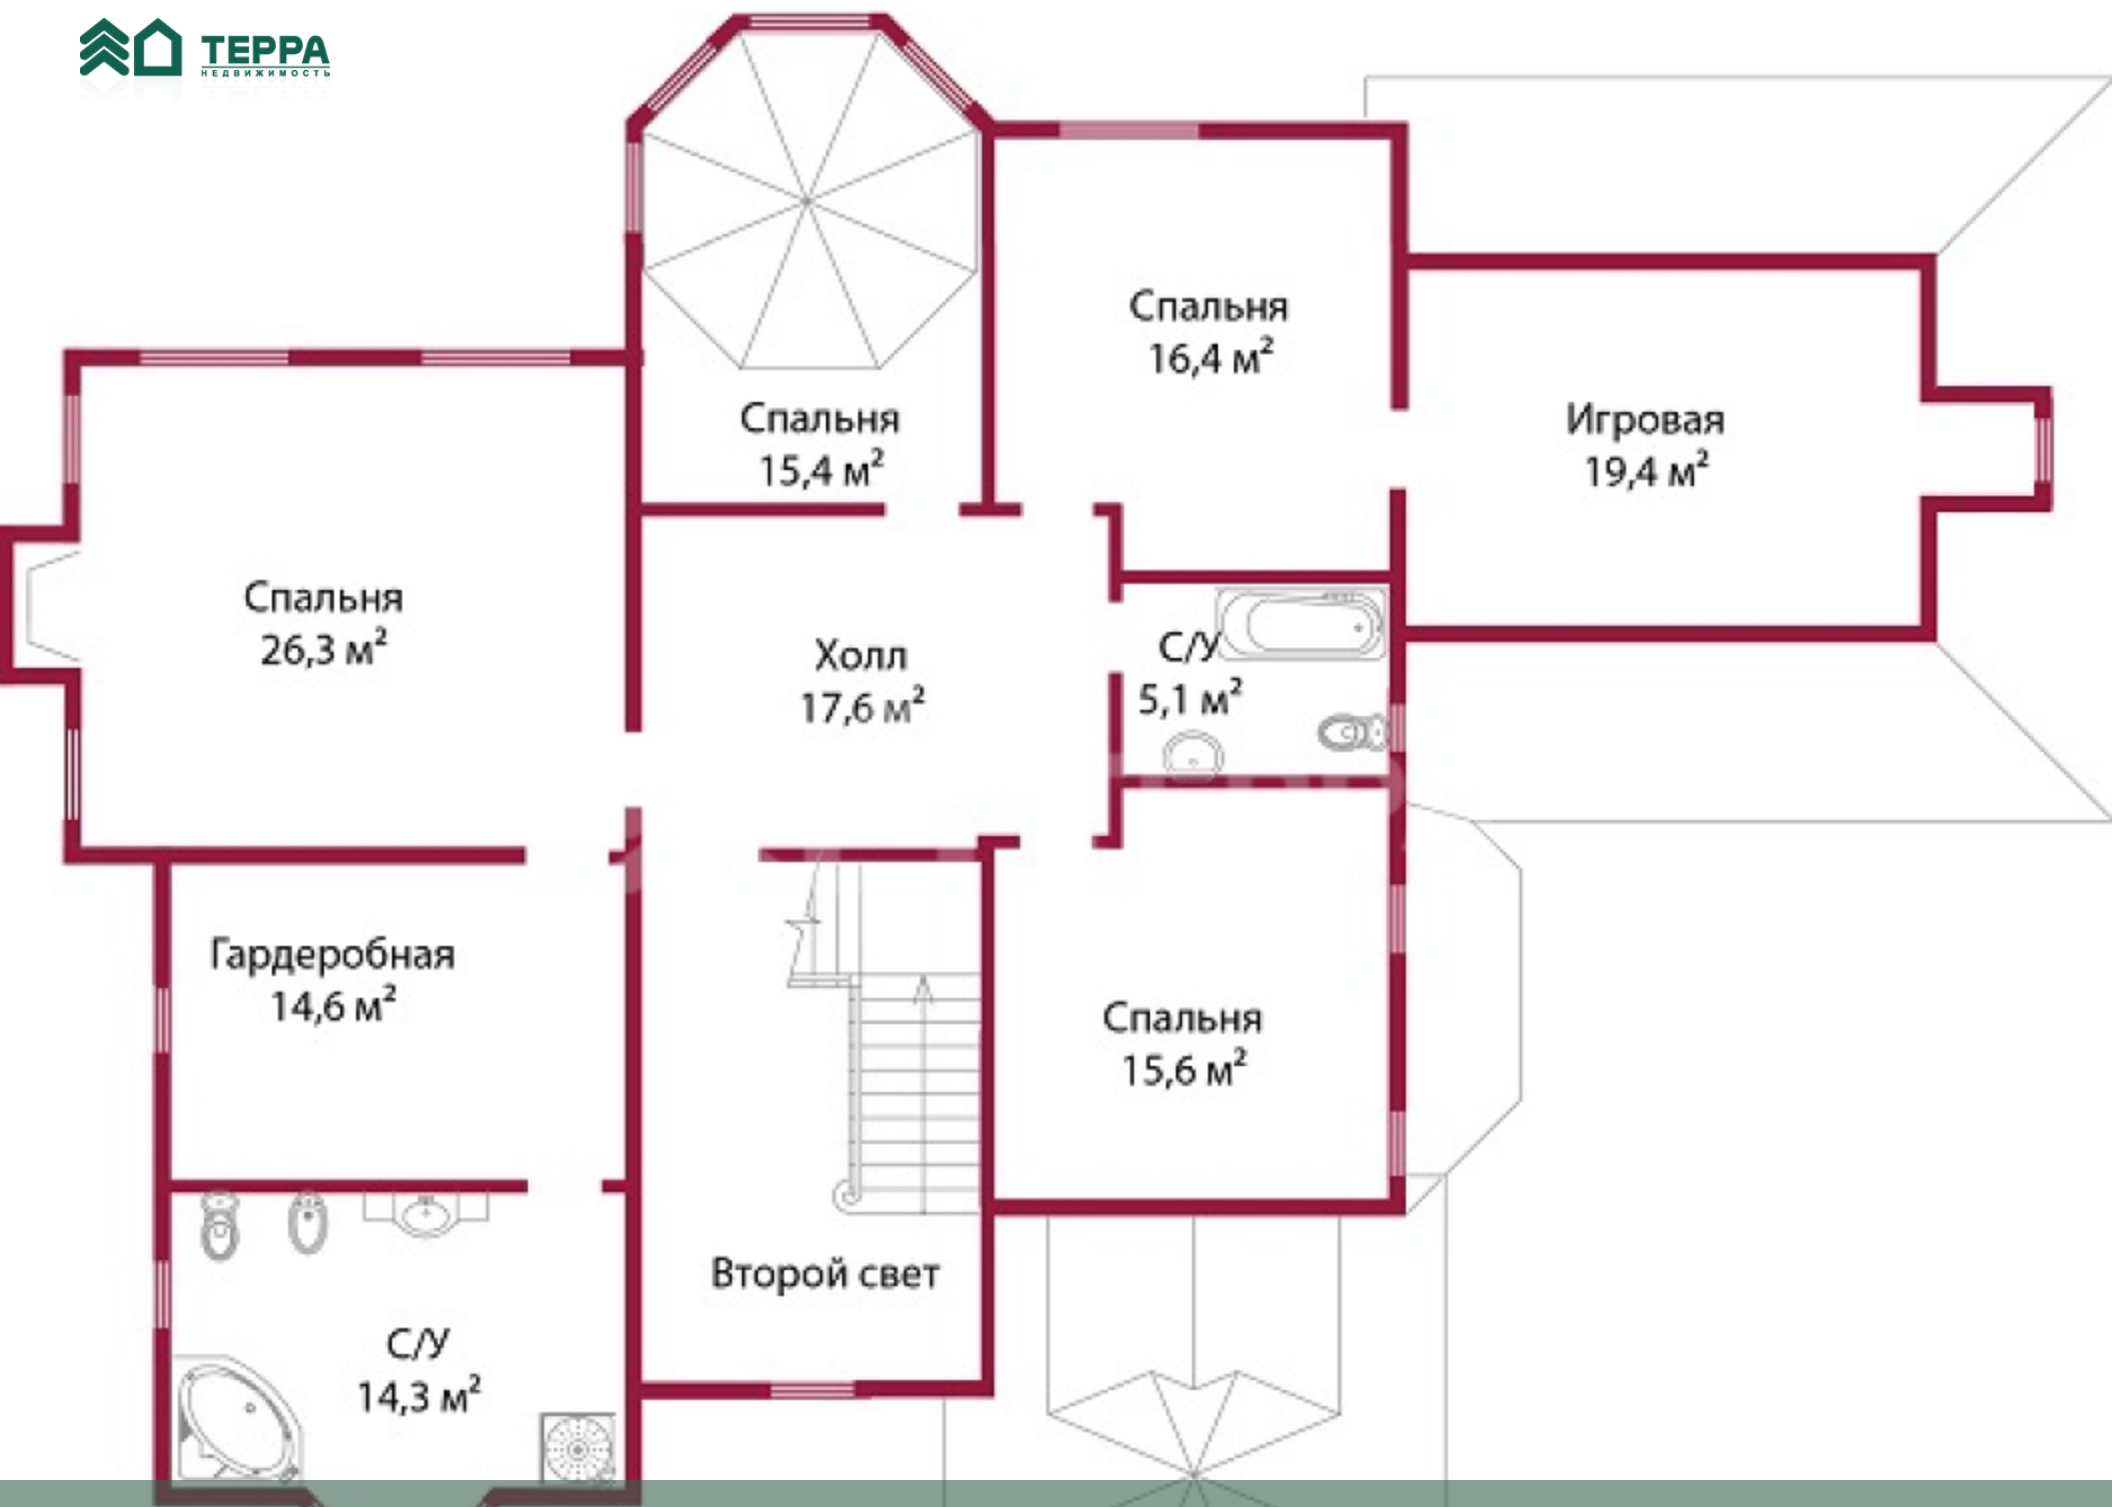 ТЕРРА
НЕДВИЖИМОСТЬ
Спальня
16,4 м²
Спальня
15,4 м²
Игровая
19,4 м²
Спальня
26,3 м²
Холл
17,6 м²
С/У
5,1 м²
Гардеробная
14,6 м²
Спальня
15,6 м²
Второй свет
С/У
14,3 м²